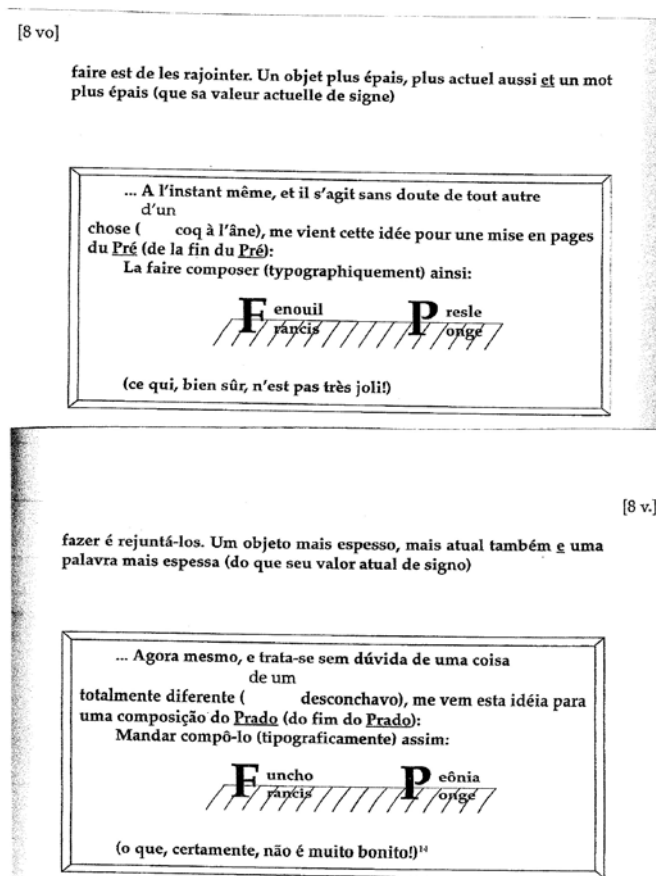 [8 vo]
faire est de les rajointer. Un objet plus épais, plus actuel aussi et un mot
plus épais (que sa valeur actuelle de signe)
... A l'instant même, et il s'agit sans doute de tout autre
d'un
chose ( coq à l'âne), me vient cette idée pour une mise en pages
du Pré (de la fin du Pré):
La faire composer (typographiquement) ainsi:
F enouil P resle
rancis onge
(ce qui, bien sûr, n'est pas très joli!)
[8 v.]
fazer é rejuntá-los. Um objeto mais espesso, mais atual também e uma
palavra mais espessa (do que seu valor atual de signo)
... Agora mesmo, e trata-se sem dúvida de uma coisa
de um
totalmente diferente ( desconchavo), me vem esta idéia para
uma composição do Prado (do fim do Prado):
Mandar compô-lo (tipograficamente) assim:
F uncho P eônia
rancis onge
(o que, certamente, não é muito bonito!)